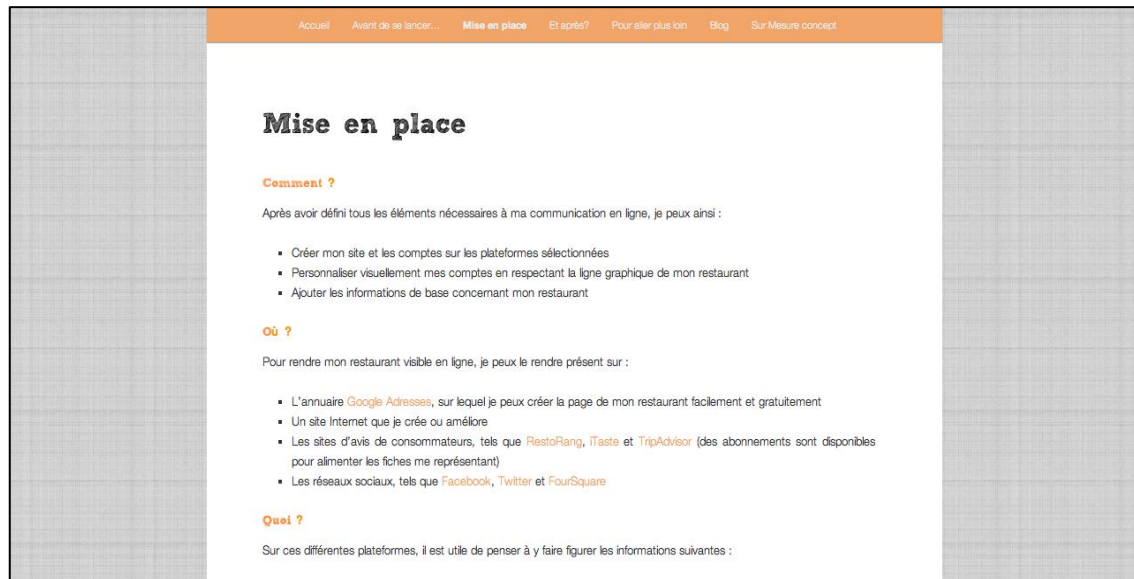 Accueil Avant de se lancer... Mise en place Et après? Pour aller plus loin Blog Sur Mesure concept
Mise en place
Comment ?
Après avoir défini tous les éléments nécessaires à ma communication en ligne, je peux ainsi :
▪ Créer mon site et les comptes sur les plateformes sélectionnées
▪ Personnaliser visuellement mes comptes en respectant la ligne graphique de mon restaurant
▪ Ajouter les informations de base concernant mon restaurant
Où ?
Pour rendre mon restaurant visible en ligne, je peux le rendre présent sur :
▪ L'annuaire Google Adresses, sur lequel je peux créer la page de mon restaurant facilement et gratuitement
▪ Un site Internet que je crée ou améliore
▪ Les sites d'avis de consommateurs, tels que RestoRang, iTaste et TripAdvisor (des abonnements sont disponibles
pour alimenter les fiches me représentant)
▪ Les réseaux sociaux, tels que Facebook, Twitter et FourSquare
Quoi ?
Sur ces différentes plateformes, il est utile de penser à y faire figurer les informations suivantes :